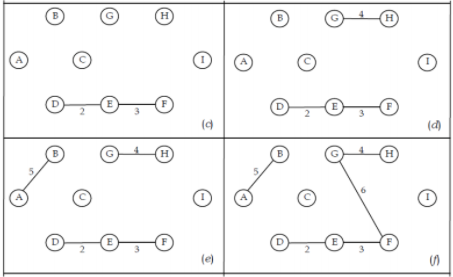 B G H
A C I
D E F
2 3
(c)
4
B G H
A C I
D E F
2 3
(d)
4
B G H
5
A C I
D E F
2 3
(e)
4
B G H
5
6
A C I
D E F
2 3
(f)